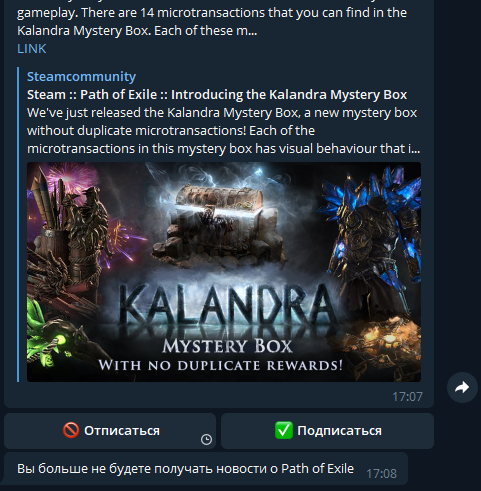 gameplay. There are 14 microtransactions that you can find in the
Kalandra Mystery Box. Each of these m...
LINK
Steamcommunity
Steam :: Path of Exile :: Introducing the Kalandra Mystery Box
We've just released the Kalandra Mystery Box, a new mystery box
without duplicate microtransactions! Each of the
microtransactions in this mystery box has visual behaviour that i...
KALANDRA
MYSTERY BOX
WITH NO DUPLICATE REWARDS!
17:07
Отписаться
Подписаться
Вы больше не будете получать новости о Path of Exile
17:08